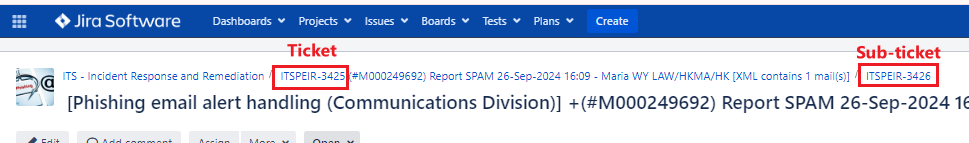 Jira Software Dashboards Projects Issues Boards Tests Plans Create
Ticket Sub-ticket
ITS - Incident Response and Remediation / ITSPEIR-3425 (#M000249692) Report SPAM 26-Sep-2024 16:09 - Maria WY LAW/HKMA/HK [XML contains 1 mail(s)] / ITSPEIR-3426
[Phishing email alert handling (Communications Division)] +(#M000249692) Report SPAM 26-Sep-2024 16
Edit Add comment Assign More Open